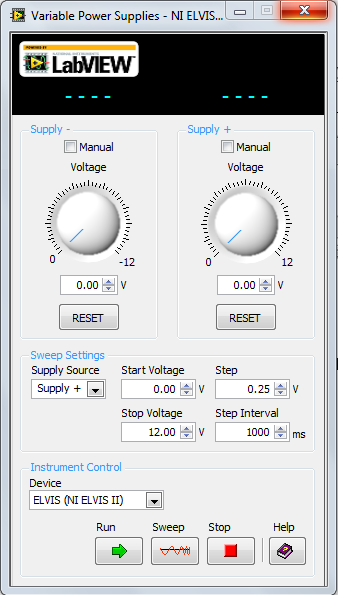 Variable Power Supplies - NI ELVIS...
POWERED BY
NATIONAL INSTRUMENTS
LabVIEW™
---- ----
Supply - Supply +
Manual Manual
Voltage Voltage
0 -12 0 12
0.00 V 0.00 V
RESET RESET
Sweep Settings
Supply Source Start Voltage Step
Supply + 0.00 V 0.25 V
Stop Voltage Step Interval
12.00 V 1000 ms
Instrument Control
Device
ELVIS (NI ELVIS II)
Run Sweep Stop Help